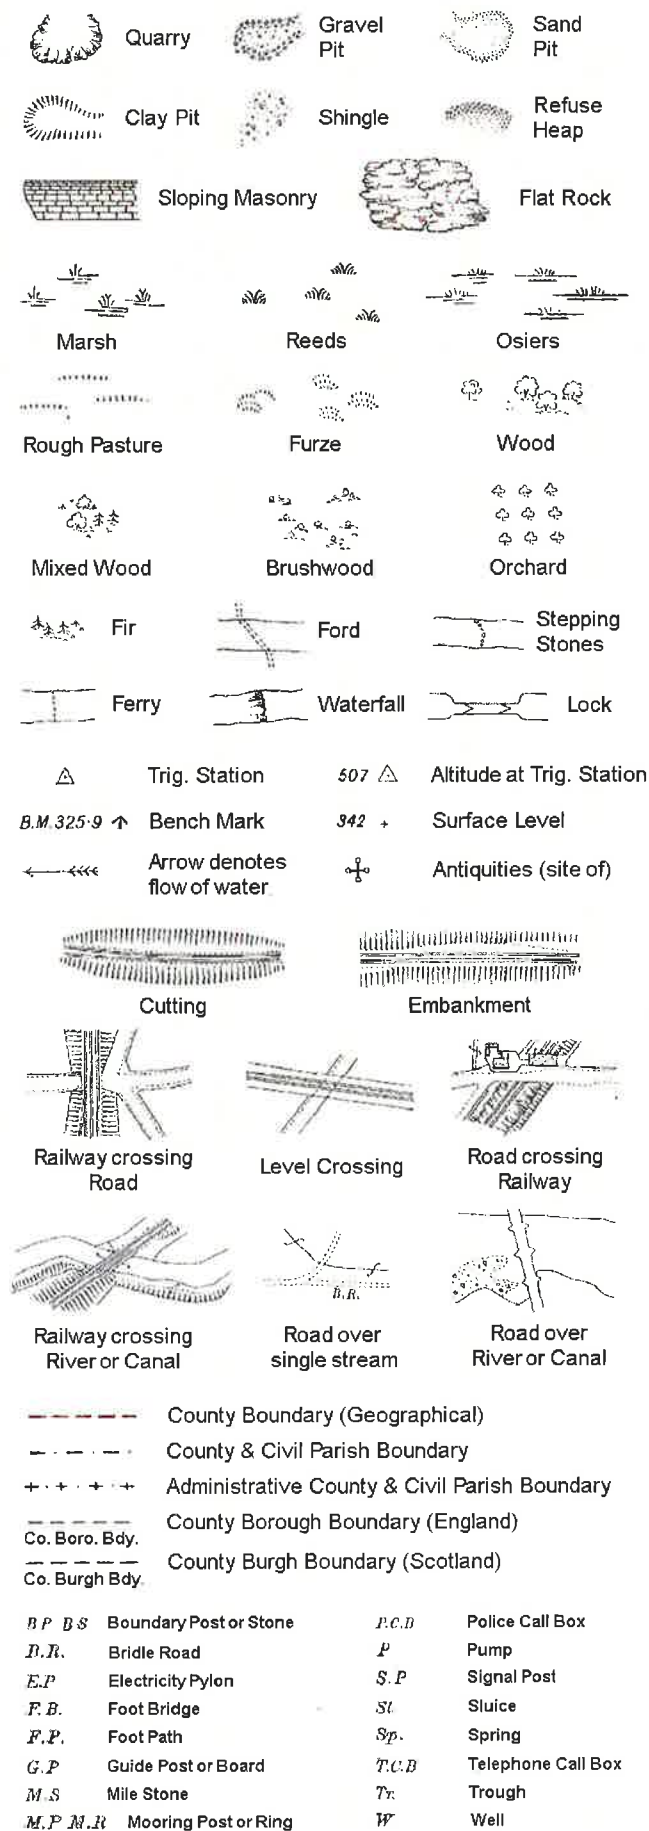 Quarry
Gravel
Pit
Sand
Pit
Clay Pit
Shingle
Refuse
Heap
Sloping Masonry
Flat Rock
Marsh
Reeds
Osiers
Rough Pasture
Furze
Wood
Mixed Wood
Brushwood
Orchard
Fir
Ford
Stepping
Stones
Ferry
Waterfall
Lock
Trig. Station
507
Altitude at Trig. Station
B.M. 325·9
Bench Mark
342 +
Surface Level
Arrow denotes
flow of water
Antiquities (site of)
Cutting
Embankment
Railway crossing
Road
Level Crossing
Road crossing
Railway
Railway crossing
River or Canal
B.R.
Road over
single stream
Road over
River or Canal
County Boundary (Geographical)
County & Civil Parish Boundary
Administrative County & Civil Parish Boundary
Co. Boro. Bdy.
County Borough Boundary (England)
Co. Burgh Bdy.
County Burgh Boundary (Scotland)
B P B S Boundary Post or Stone
B.R. Bridle Road
E.P Electricity Pylon
F. B. Foot Bridge
F.P. Foot Path
G.P Guide Post or Board
M.S Mile Stone
M.P M.R Mooring Post or Ring
P.C.B Police Call Box
P Pump
S.P Signal Post
Sl. Sluice
Sp. Spring
T.C.B Telephone Call Box
Tr. Trough
W Well